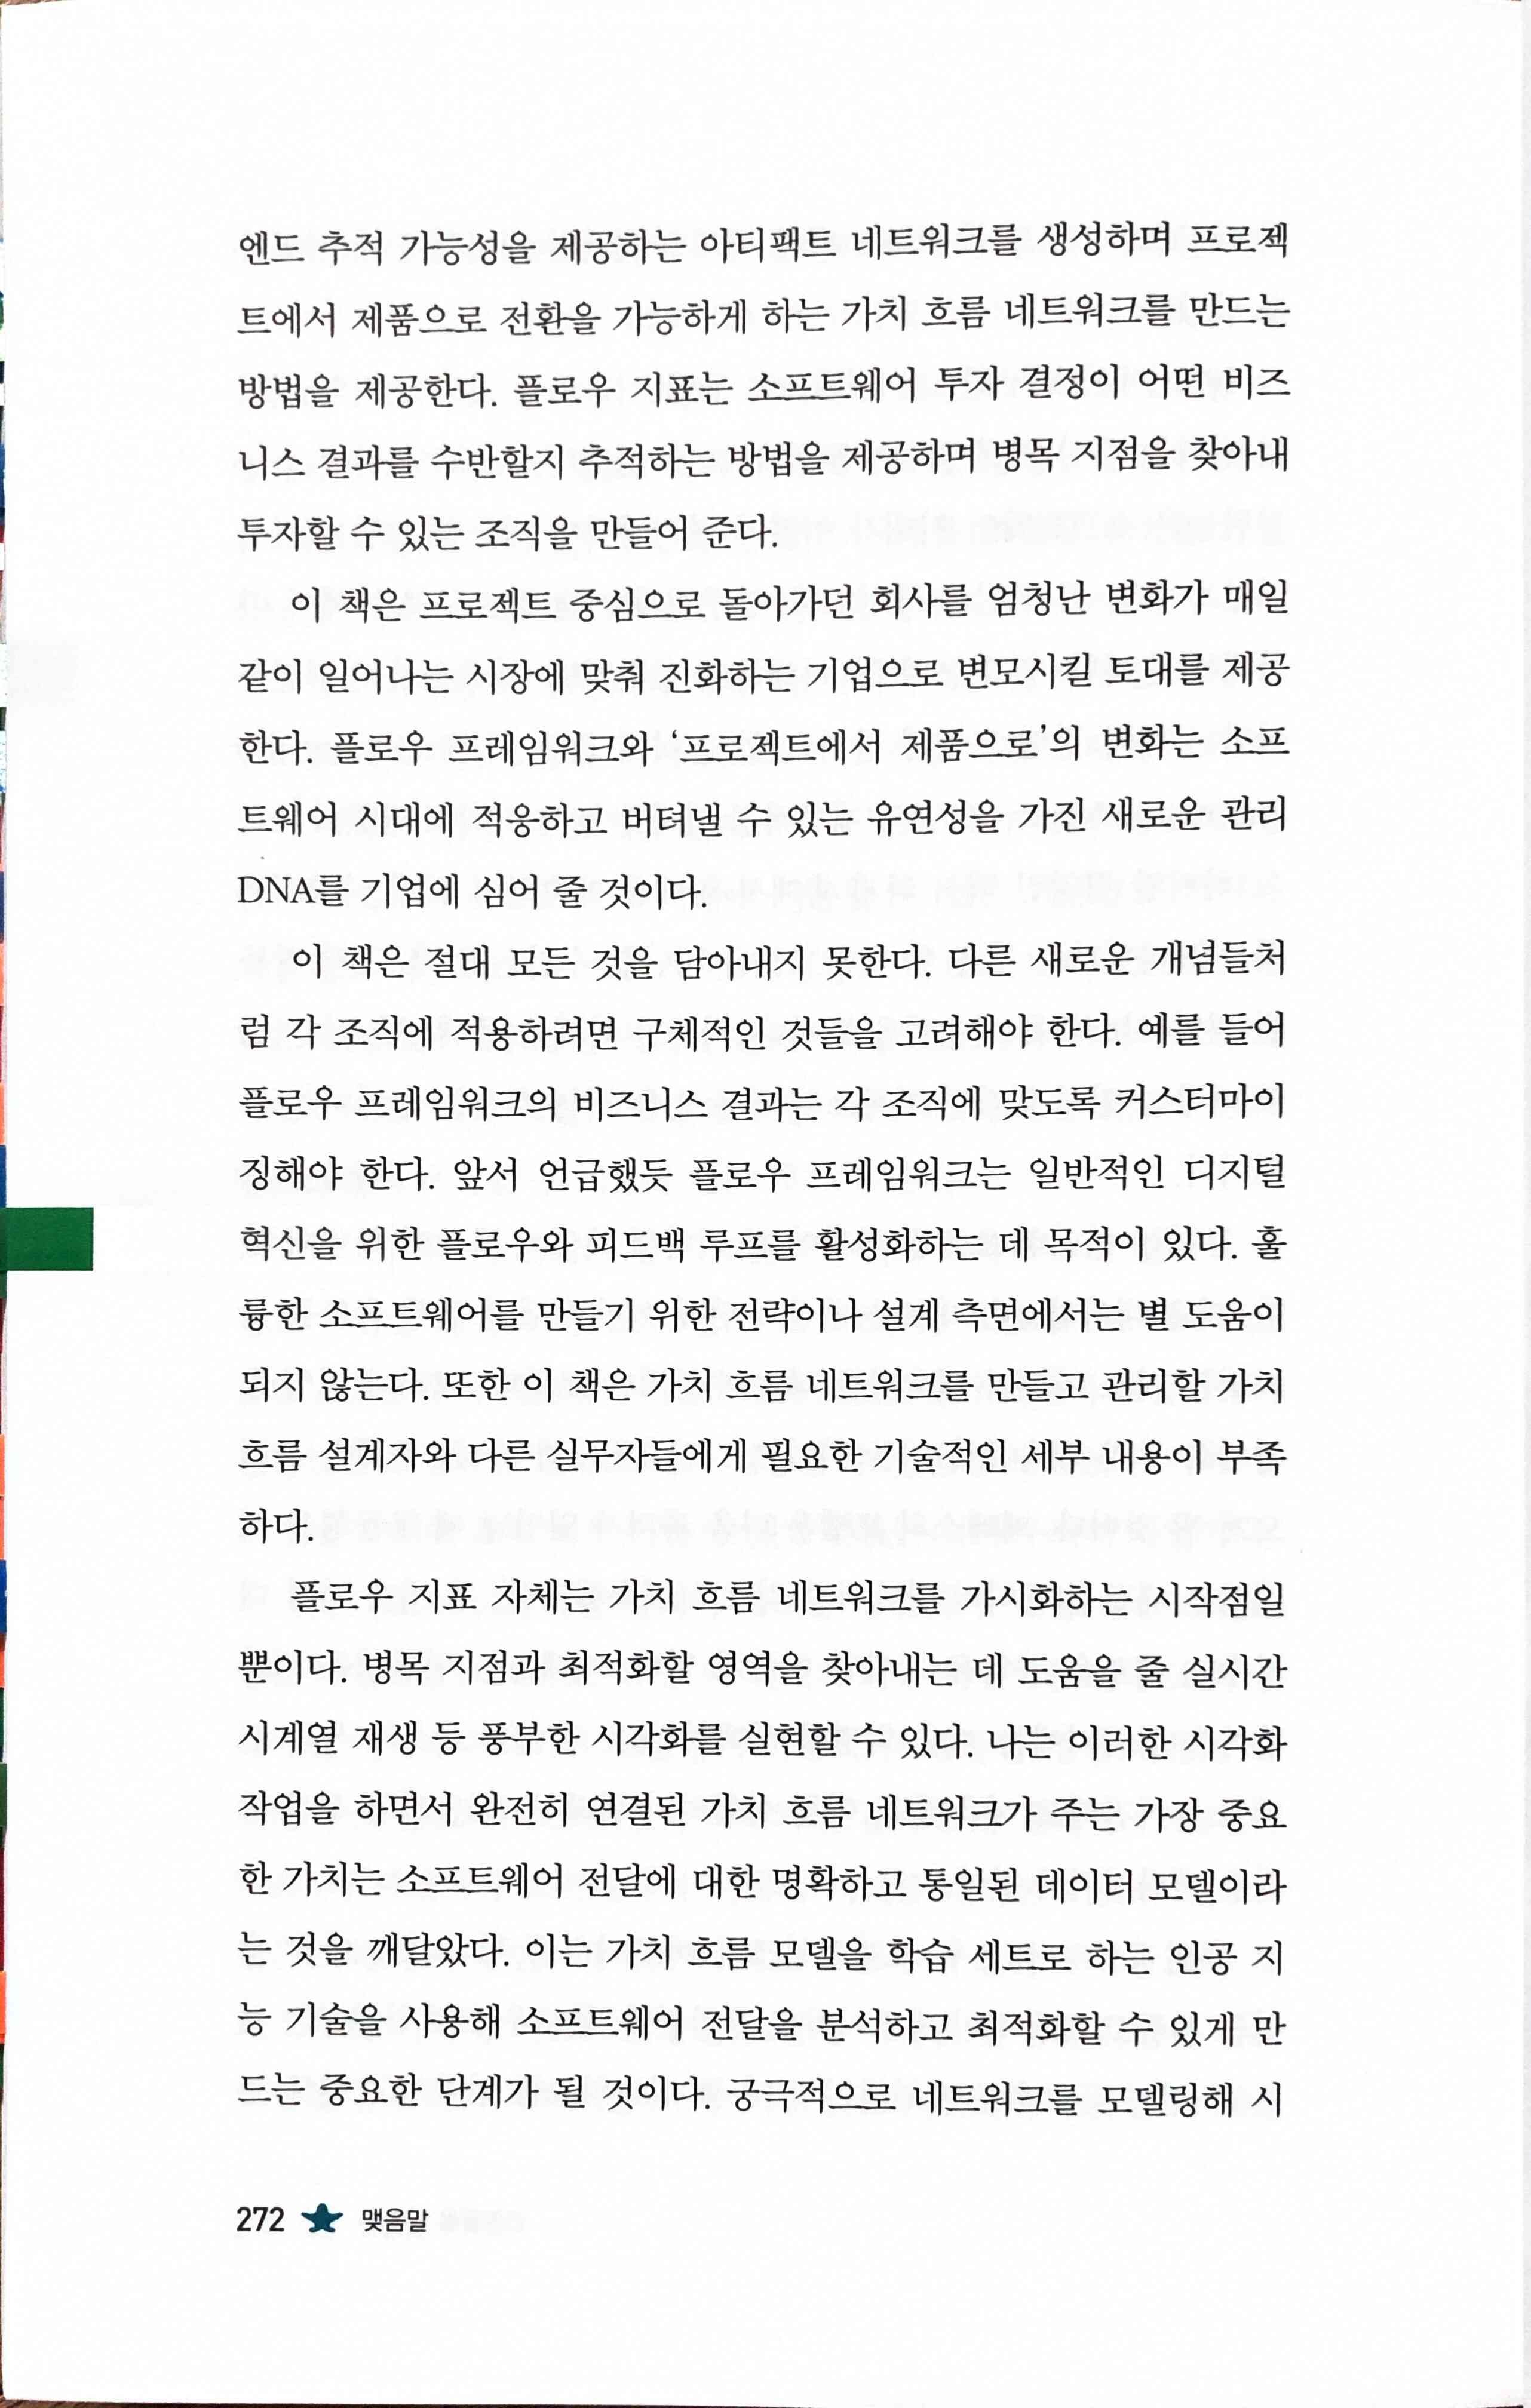 엔드 추적 가능성을 제공하는 아티팩트 네트워크를 생성하며 프로젝
트에서 제품으로 전환을 가능하게 하는 가치 흐름 네트워크를 만드는
방법을 제공한다. 플로우 지표는 소프트웨어 투자 결정이 어떤 비즈
니스 결과를 수반할지 추적하는 방법을 제공하며 병목 지점을 찾아내
투자할 수 있는 조직을 만들어 준다.
이 책은 프로젝트 중심으로 돌아가던 회사를 엄청난 변화가 매일
같이 일어나는 시장에 맞춰 진화하는 기업으로 변모시킬 토대를 제공
한다. 플로우 프레임워크와 ‘프로젝트에서 제품으로’의 변화는 소프
트웨어 시대에 적응하고 버텨낼 수 있는 유연성을 가진 새로운 관리
DNA를 기업에 심어 줄 것이다.
이 책은 절대 모든 것을 담아내지 못한다. 다른 새로운 개념들처
럼 각 조직에 적용하려면 구체적인 것들을 고려해야 한다. 예를 들어
플로우 프레임워크의 비즈니스 결과는 각 조직에 맞도록 커스터마이
징해야 한다. 앞서 언급했듯 플로우 프레임워크는 일반적인 디지털
혁신을 위한 플로우와 피드백 루프를 활성화하는 데 목적이 있다. 훌
륭한 소프트웨어를 만들기 위한 전략이나 설계 측면에서는 별 도움이
되지 않는다. 또한 이 책은 가치 흐름 네트워크를 만들고 관리할 가치
흐름 설계자와 다른 실무자들에게 필요한 기술적인 세부 내용이 부족
하다.
플로우 지표 자체는 가치 흐름 네트워크를 가시화하는 시작점일
뿐이다. 병목 지점과 최적화할 영역을 찾아내는 데 도움을 줄 실시간
시계열 재생 등 풍부한 시각화를 실현할 수 있다. 나는 이러한 시각화
작업을 하면서 완전히 연결된 가치 흐름 네트워크가 주는 가장 중요
한 가치는 소프트웨어 전달에 대한 명확하고 통일된 데이터 모델이라
는 것을 깨달았다. 이는 가치 흐름 모델을 학습 세트로 하는 인공 지
능 기술을 사용해 소프트웨어 전달을 분석하고 최적화할 수 있게 만
드는 중요한 단계가 될 것이다. 궁극적으로 네트워크를 모델링해 시
272 맺음말